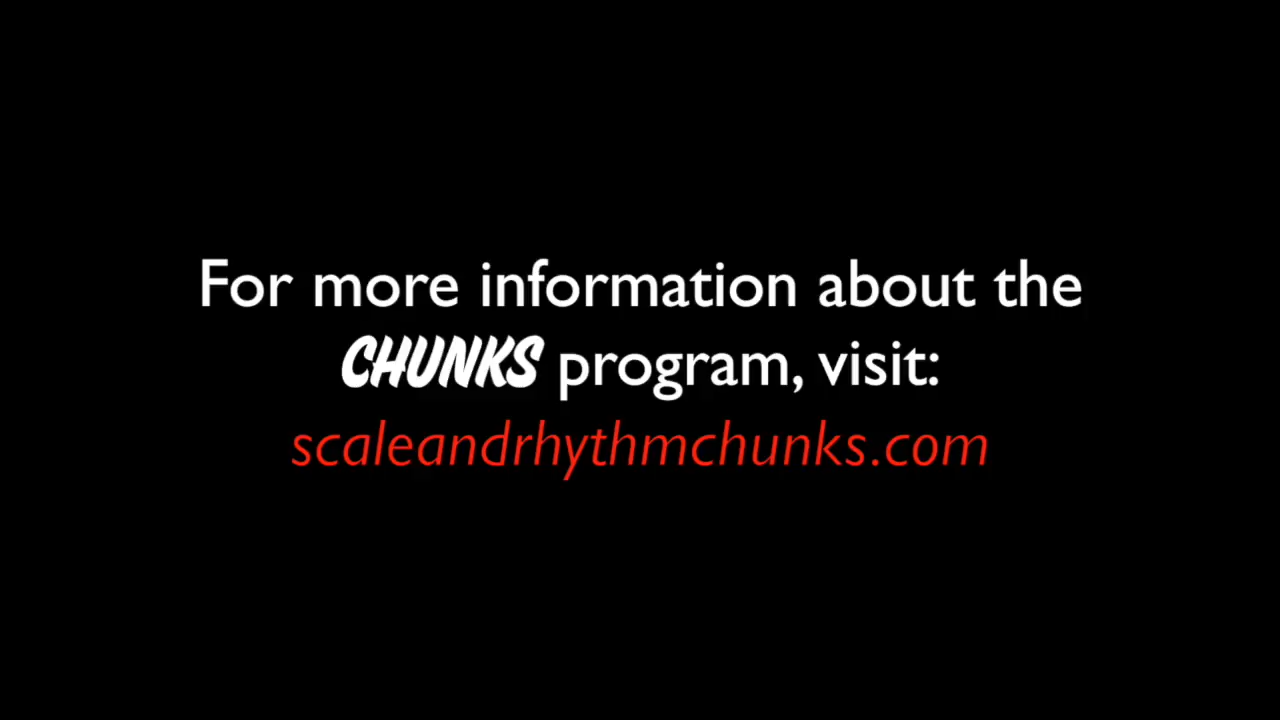 For more information about the
CHUNKS program, visit:
scaleandrhythmchunks.com